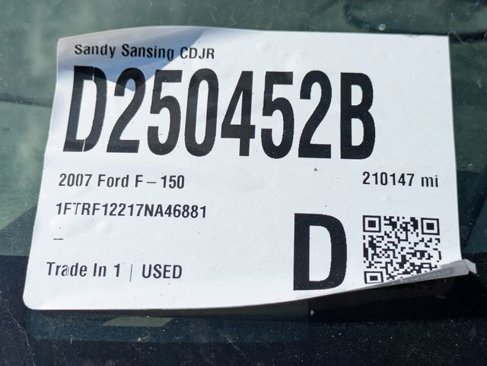 Sandy Sansing CDJR
D250452B
2007 Ford F-150 210147 mi
1FTRF12217NA46881
--
Trade In 1 | USED
D